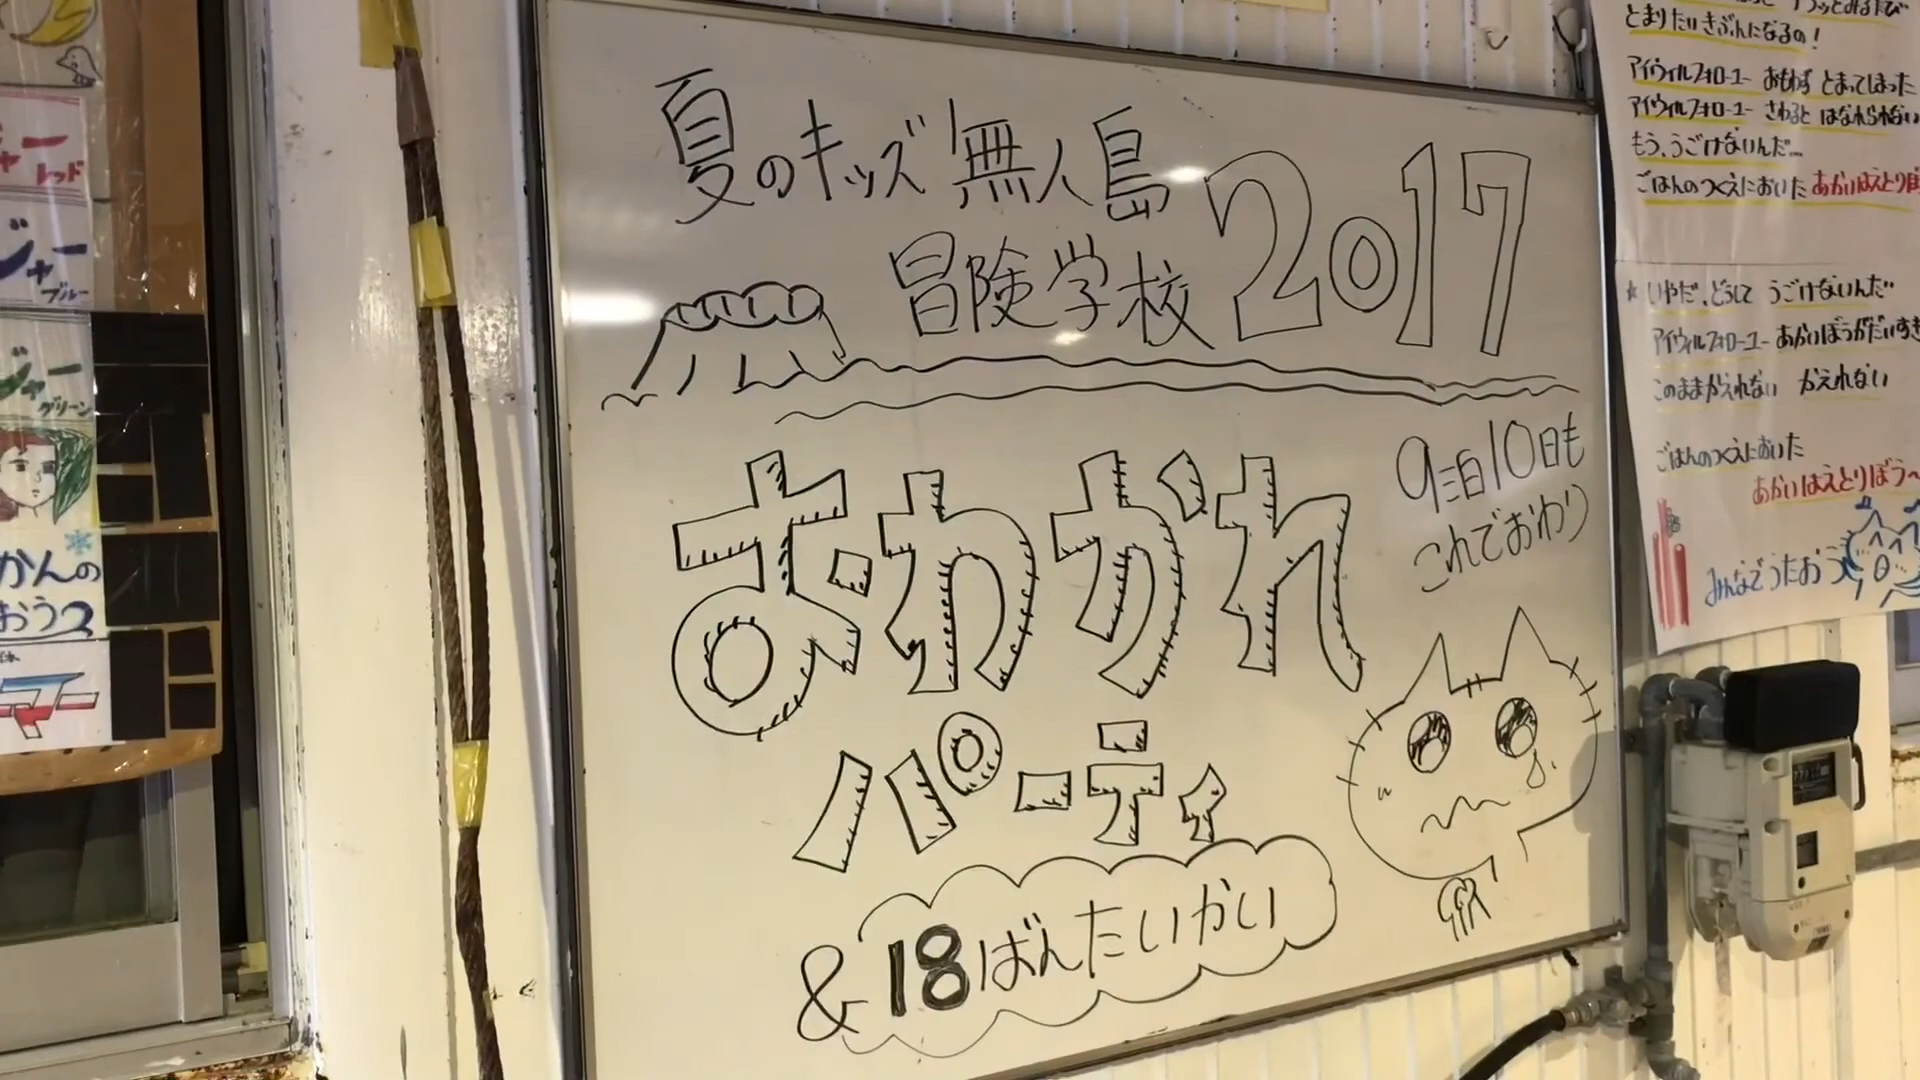 夏のキッズ無人島
冒険学校 2017
おわかれ
パーティ
9泊10日も
これでおわり
& 18ばんたいかい
とまりたいきぶんになるの!
アイウィルフォローユー おもわず とまってしまった
アイウィルフォローユー さわると はなれられない
もう、うごけないんだ…
ごはんのつくえにおいた あかいはえとりぼ
いやだ、どうして うごけないんだ
アイウィルフォローユー あかいぼうがだいすき
このままかえれない かえれない
ごはんのつくえにおいた
あかいはえとりぼう〜
みんなでうたおう
ャー
レッド
ジャー
ブルー
ジャー
グリーン
かんの
おうつ